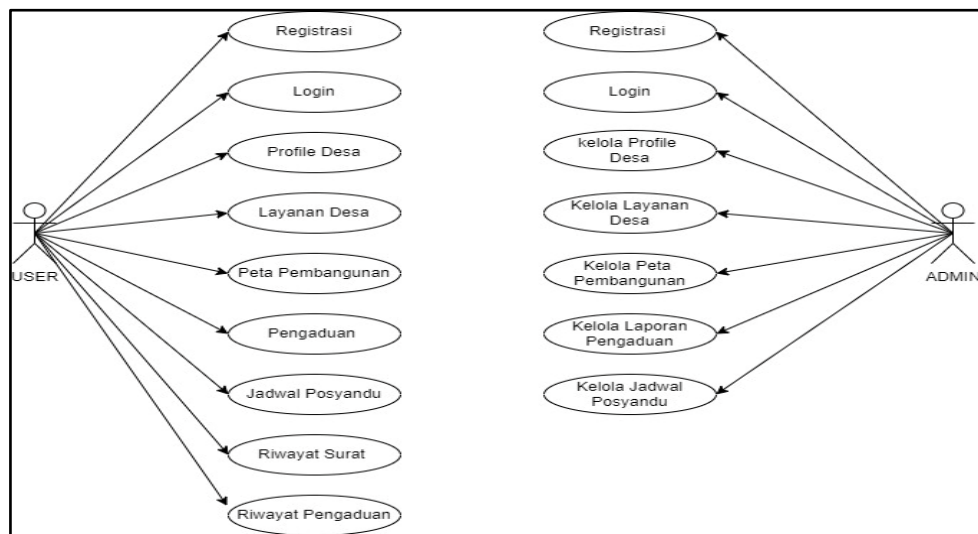 Registrasi
Login
Profile Desa
Layanan Desa
Peta Pembangunan
Pengaduan
Jadwal Posyandu
Riwayat Surat
Riwayat Pengaduan
USER
Registrasi
Login
kelola Profile
Desa
Kelola Layanan
Desa
Kelola Peta
Pembangunan
Kelola Laporan
Pengaduan
Kelola Jadwal
Posyandu
ADMIN